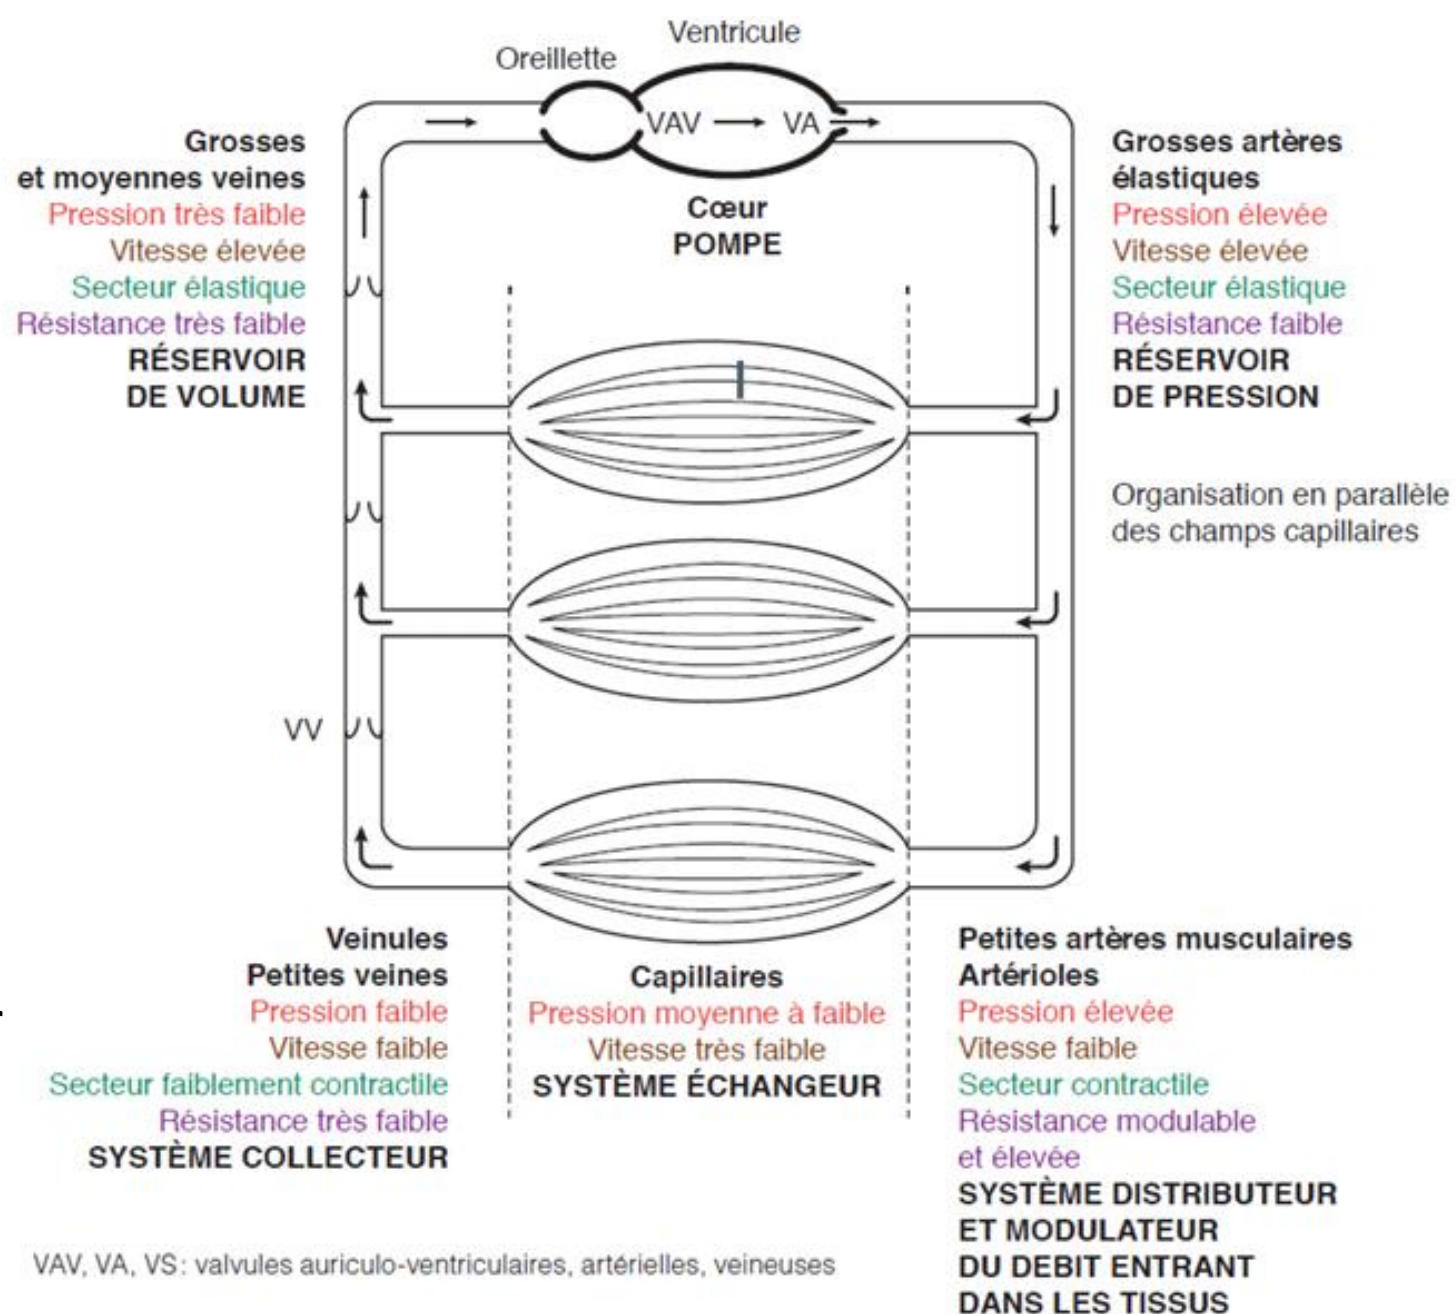 Ventricule
Oreillette
VAV
VA
Cœur
POMPE
Grosses
et moyennes veines
Pression très faible
Vitesse élevée
Secteur élastique
Résistance très faible
RÉSERVOIR
DE VOLUME
Grosses artères
élastiques
Pression élevée
Vitesse élevée
Secteur élastique
Résistance faible
RÉSERVOIR
DE PRESSION
Organisation en parallèle
des champs capillaires
VV
Veinules
Petites veines
Pression faible
Vitesse faible
Secteur faiblement contractile
Résistance très faible
SYSTÈME COLLECTEUR
Capillaires
Pression moyenne à faible
Vitesse très faible
SYSTÈME ÉCHANGEUR
Petites artères musculaires
Artérioles
Pression élevée
Vitesse faible
Secteur contractile
Résistance modulable
et élevée
SYSTÈME DISTRIBUTEUR
ET MODULATEUR
DU DEBIT ENTRANT
DANS LES TISSUS
VAV, VA, VS : valvules auriculo-ventriculaires, artérielles, veineuses